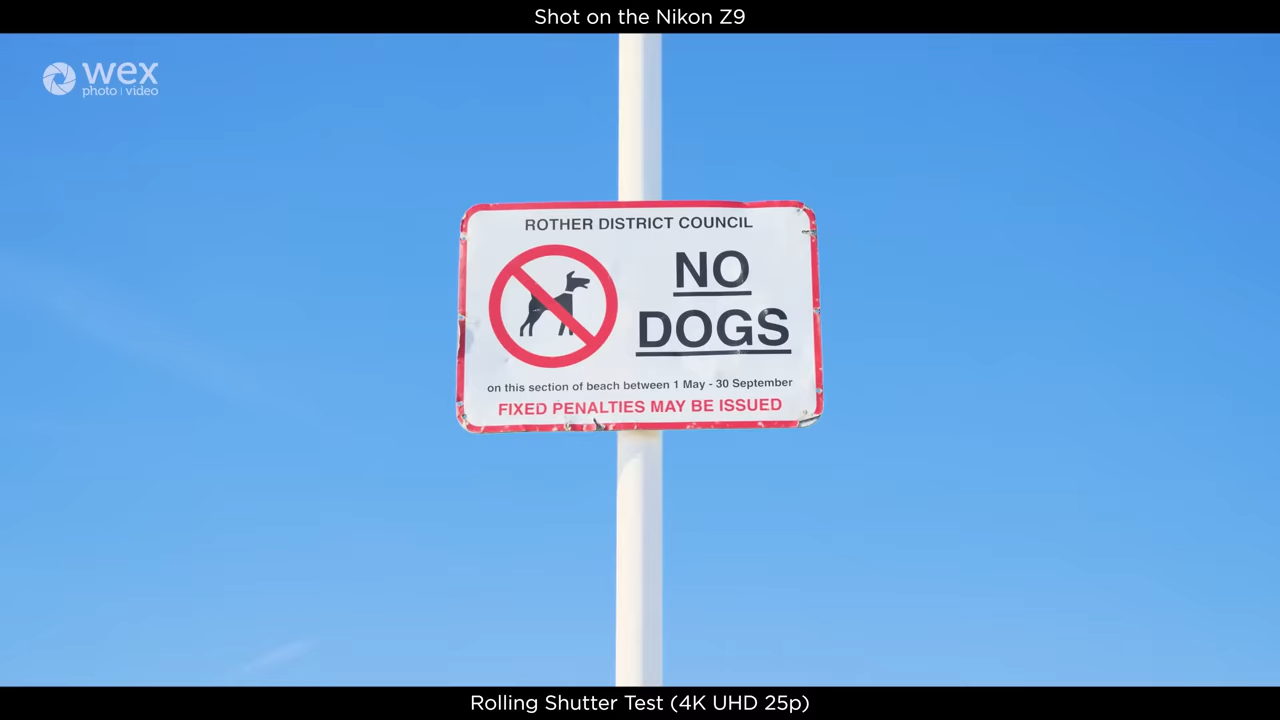 Shot on the Nikon Z9
wex
photo | video
ROTHER DISTRICT COUNCIL
NO
DOGS
on this section of beach between 1 May - 30 September
FIXED PENALTIES MAY BE ISSUED
Rolling Shutter Test (4K UHD 25p)